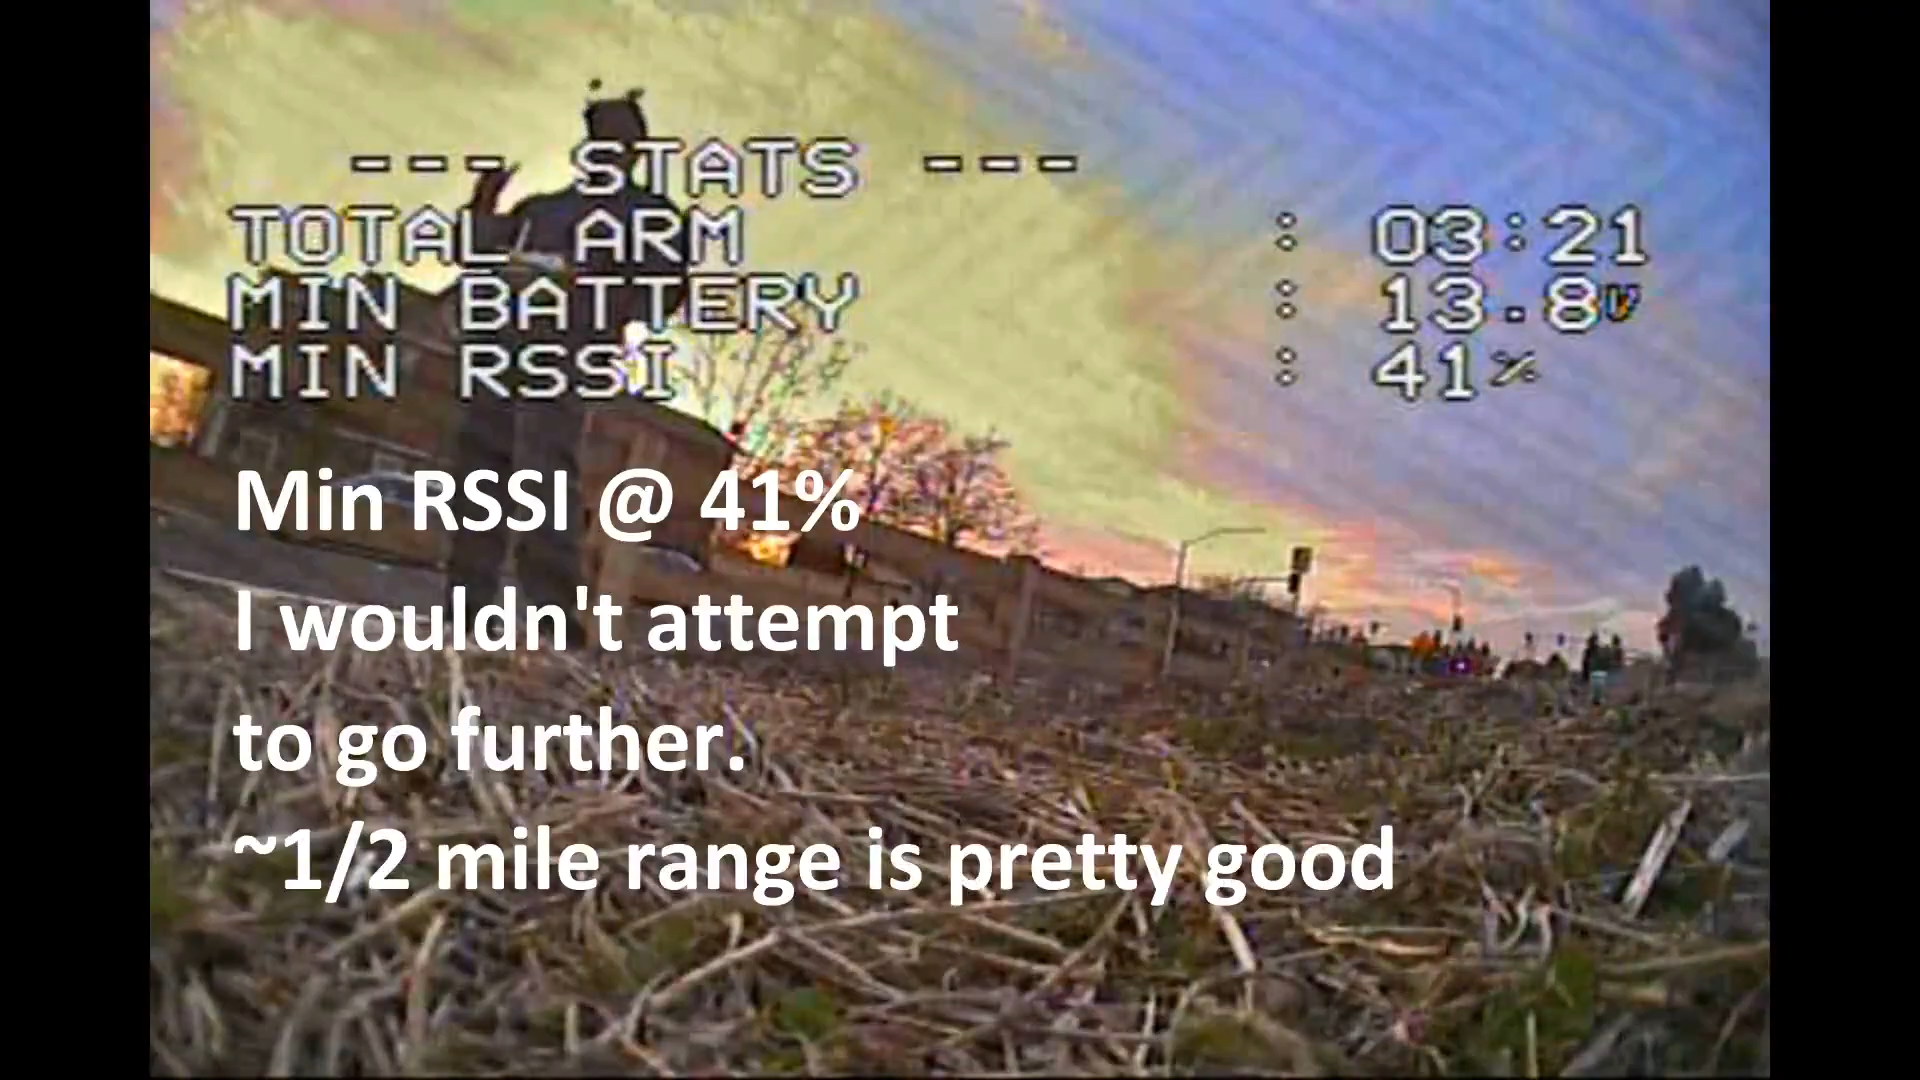 --- STATS ---
TOTAL ARM : 03:21
MIN BATTERY : 13.8V
MIN RSSI : 41%
Min RSSI @ 41%
I wouldn't attempt
to go further.
~1/2 mile range is pretty good